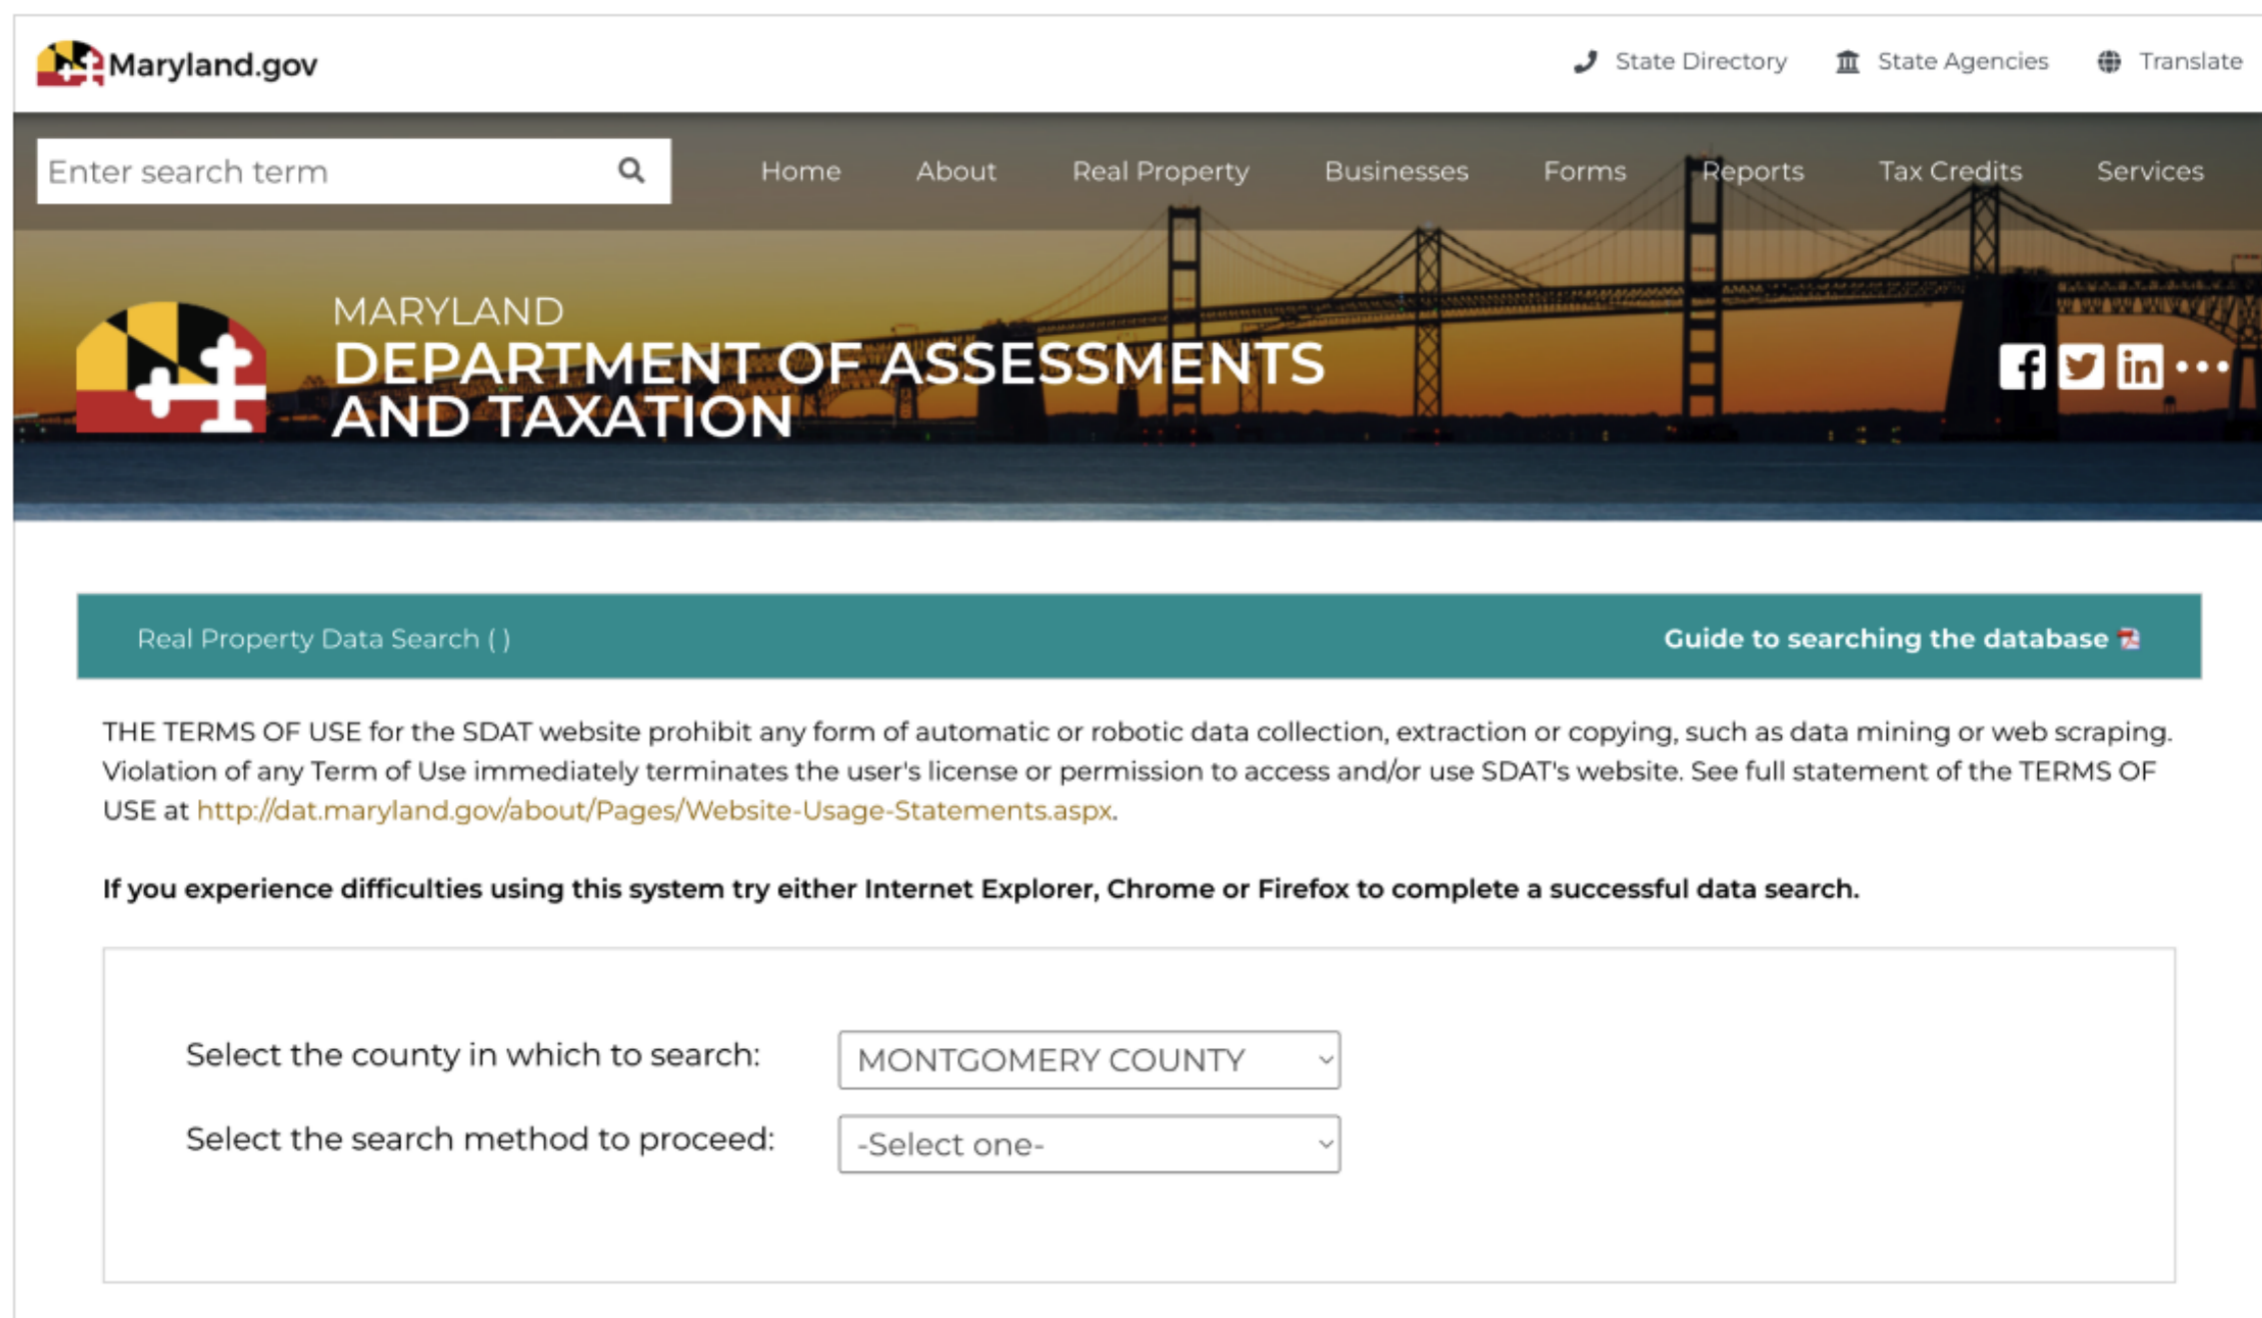 Maryland.gov
State Directory State Agencies Translate
Enter search term
Home About Real Property Businesses Forms Reports Tax Credits Services
MARYLAND
DEPARTMENT OF ASSESSMENTS
AND TAXATION
Real Property Data Search ( )
Guide to searching the database
THE TERMS OF USE for the SDAT website prohibit any form of automatic or robotic data collection, extraction or copying, such as data mining or web scraping.
Violation of any Term of Use immediately terminates the user's license or permission to access and/or use SDAT's website. See full statement of the TERMS OF
USE at http://dat.maryland.gov/about/Pages/Website-Usage-Statements.aspx.
If you experience difficulties using this system try either Internet Explorer, Chrome or Firefox to complete a successful data search.
Select the county in which to search: MONTGOMERY COUNTY
Select the search method to proceed: -Select one-